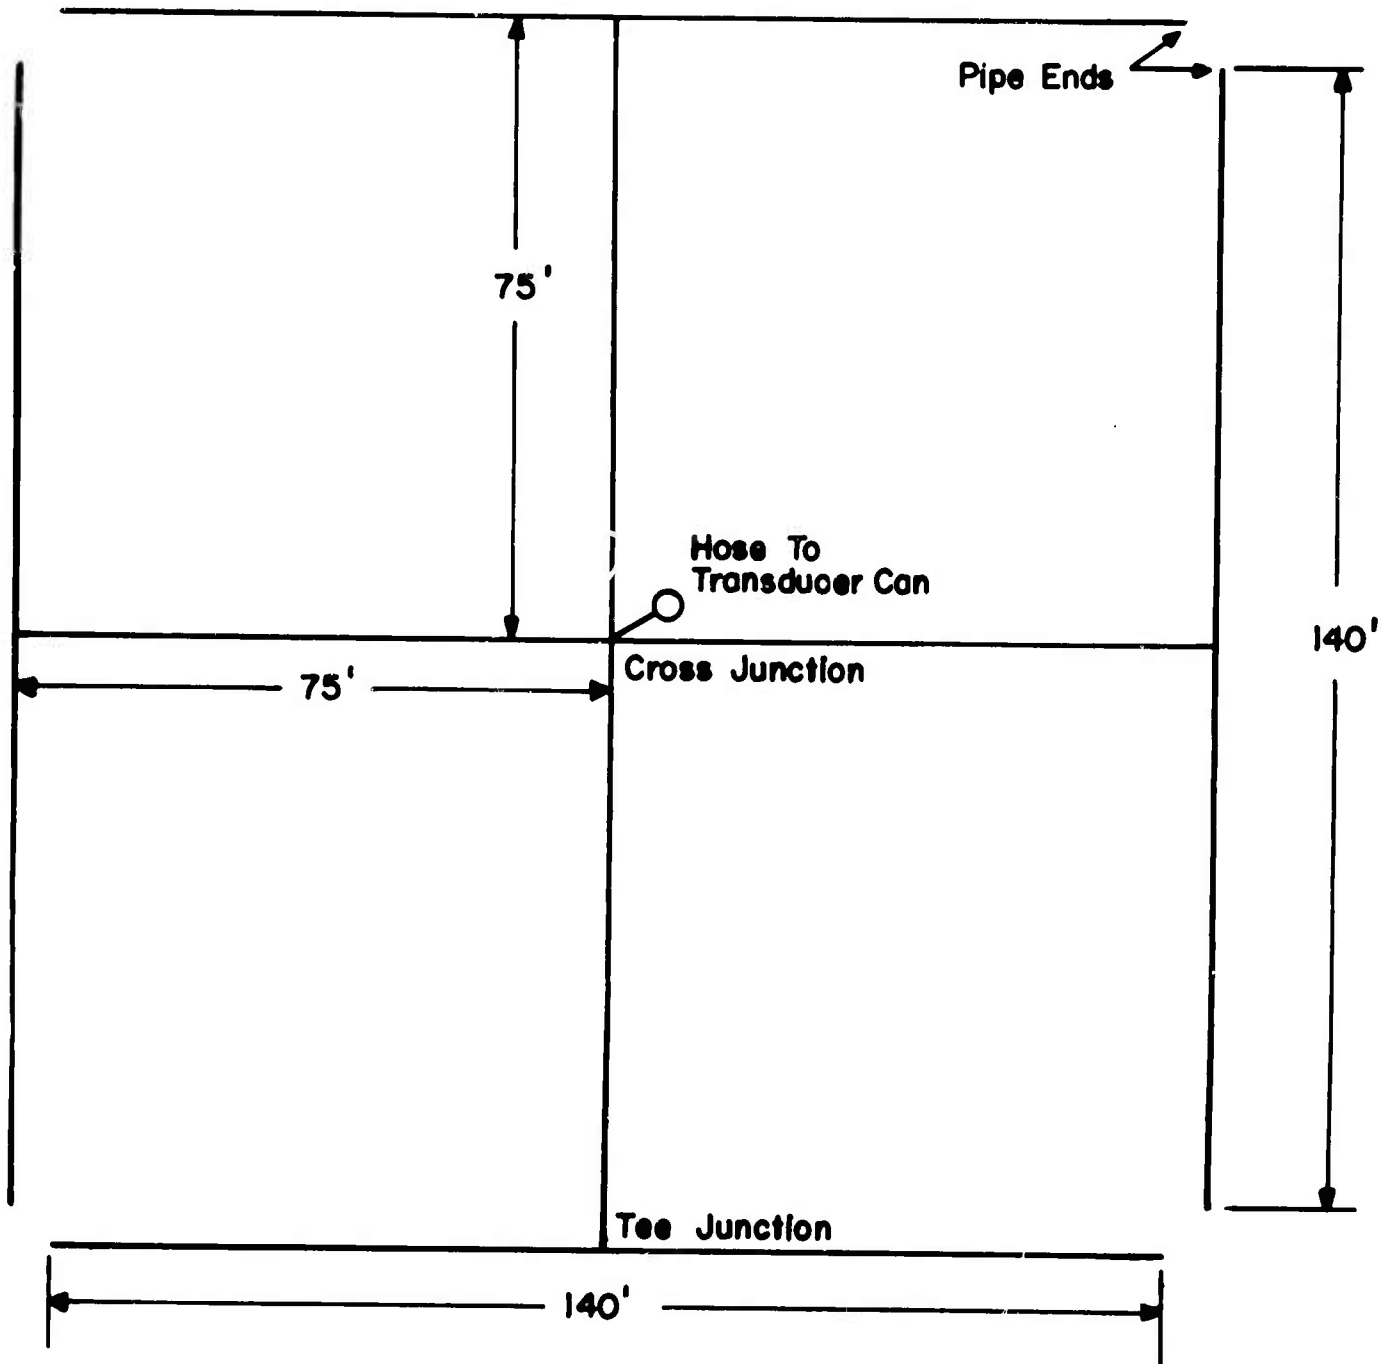 Pipe Ends
75'
Hose To
Transducer Can
140'
Cross Junction
75'
Tee Junction
140'